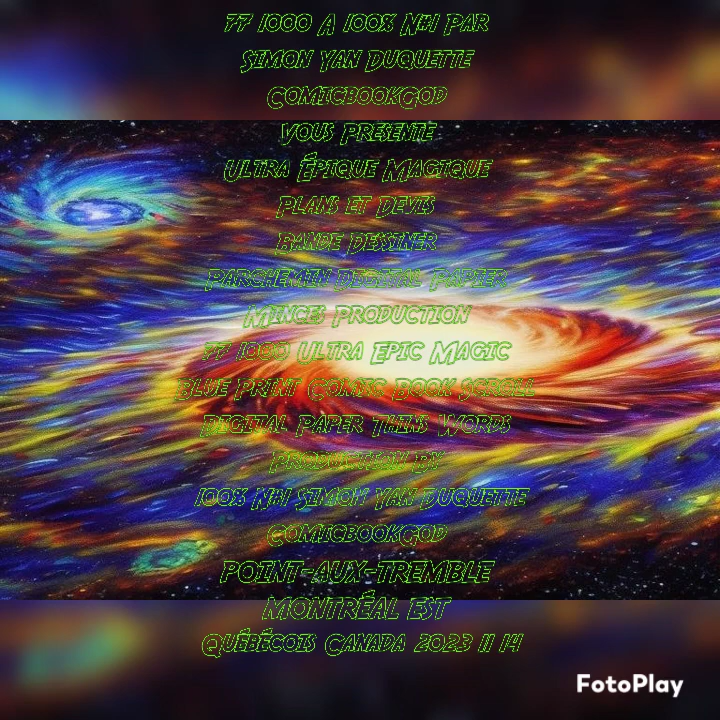 77 1000 A 100% N#1 Par
Simon Yan Duquette
ComicbookGod
Vous Presente
Ultra Épique Magique
Plans et Devis
Bande Dessiner
Parchemin Digital Papier
Minces Production
77 1000 Ultra Epic Magic
Blue Print Comic Book Scroll
Digital Paper Thins Words
Production By
100% N#1 Simon Yan Duquette
ComicbookGod
POINT-AUX-TREMBLE
MONTRÉAL EST
Québécois Canada 2023 11 14
FotoPlay